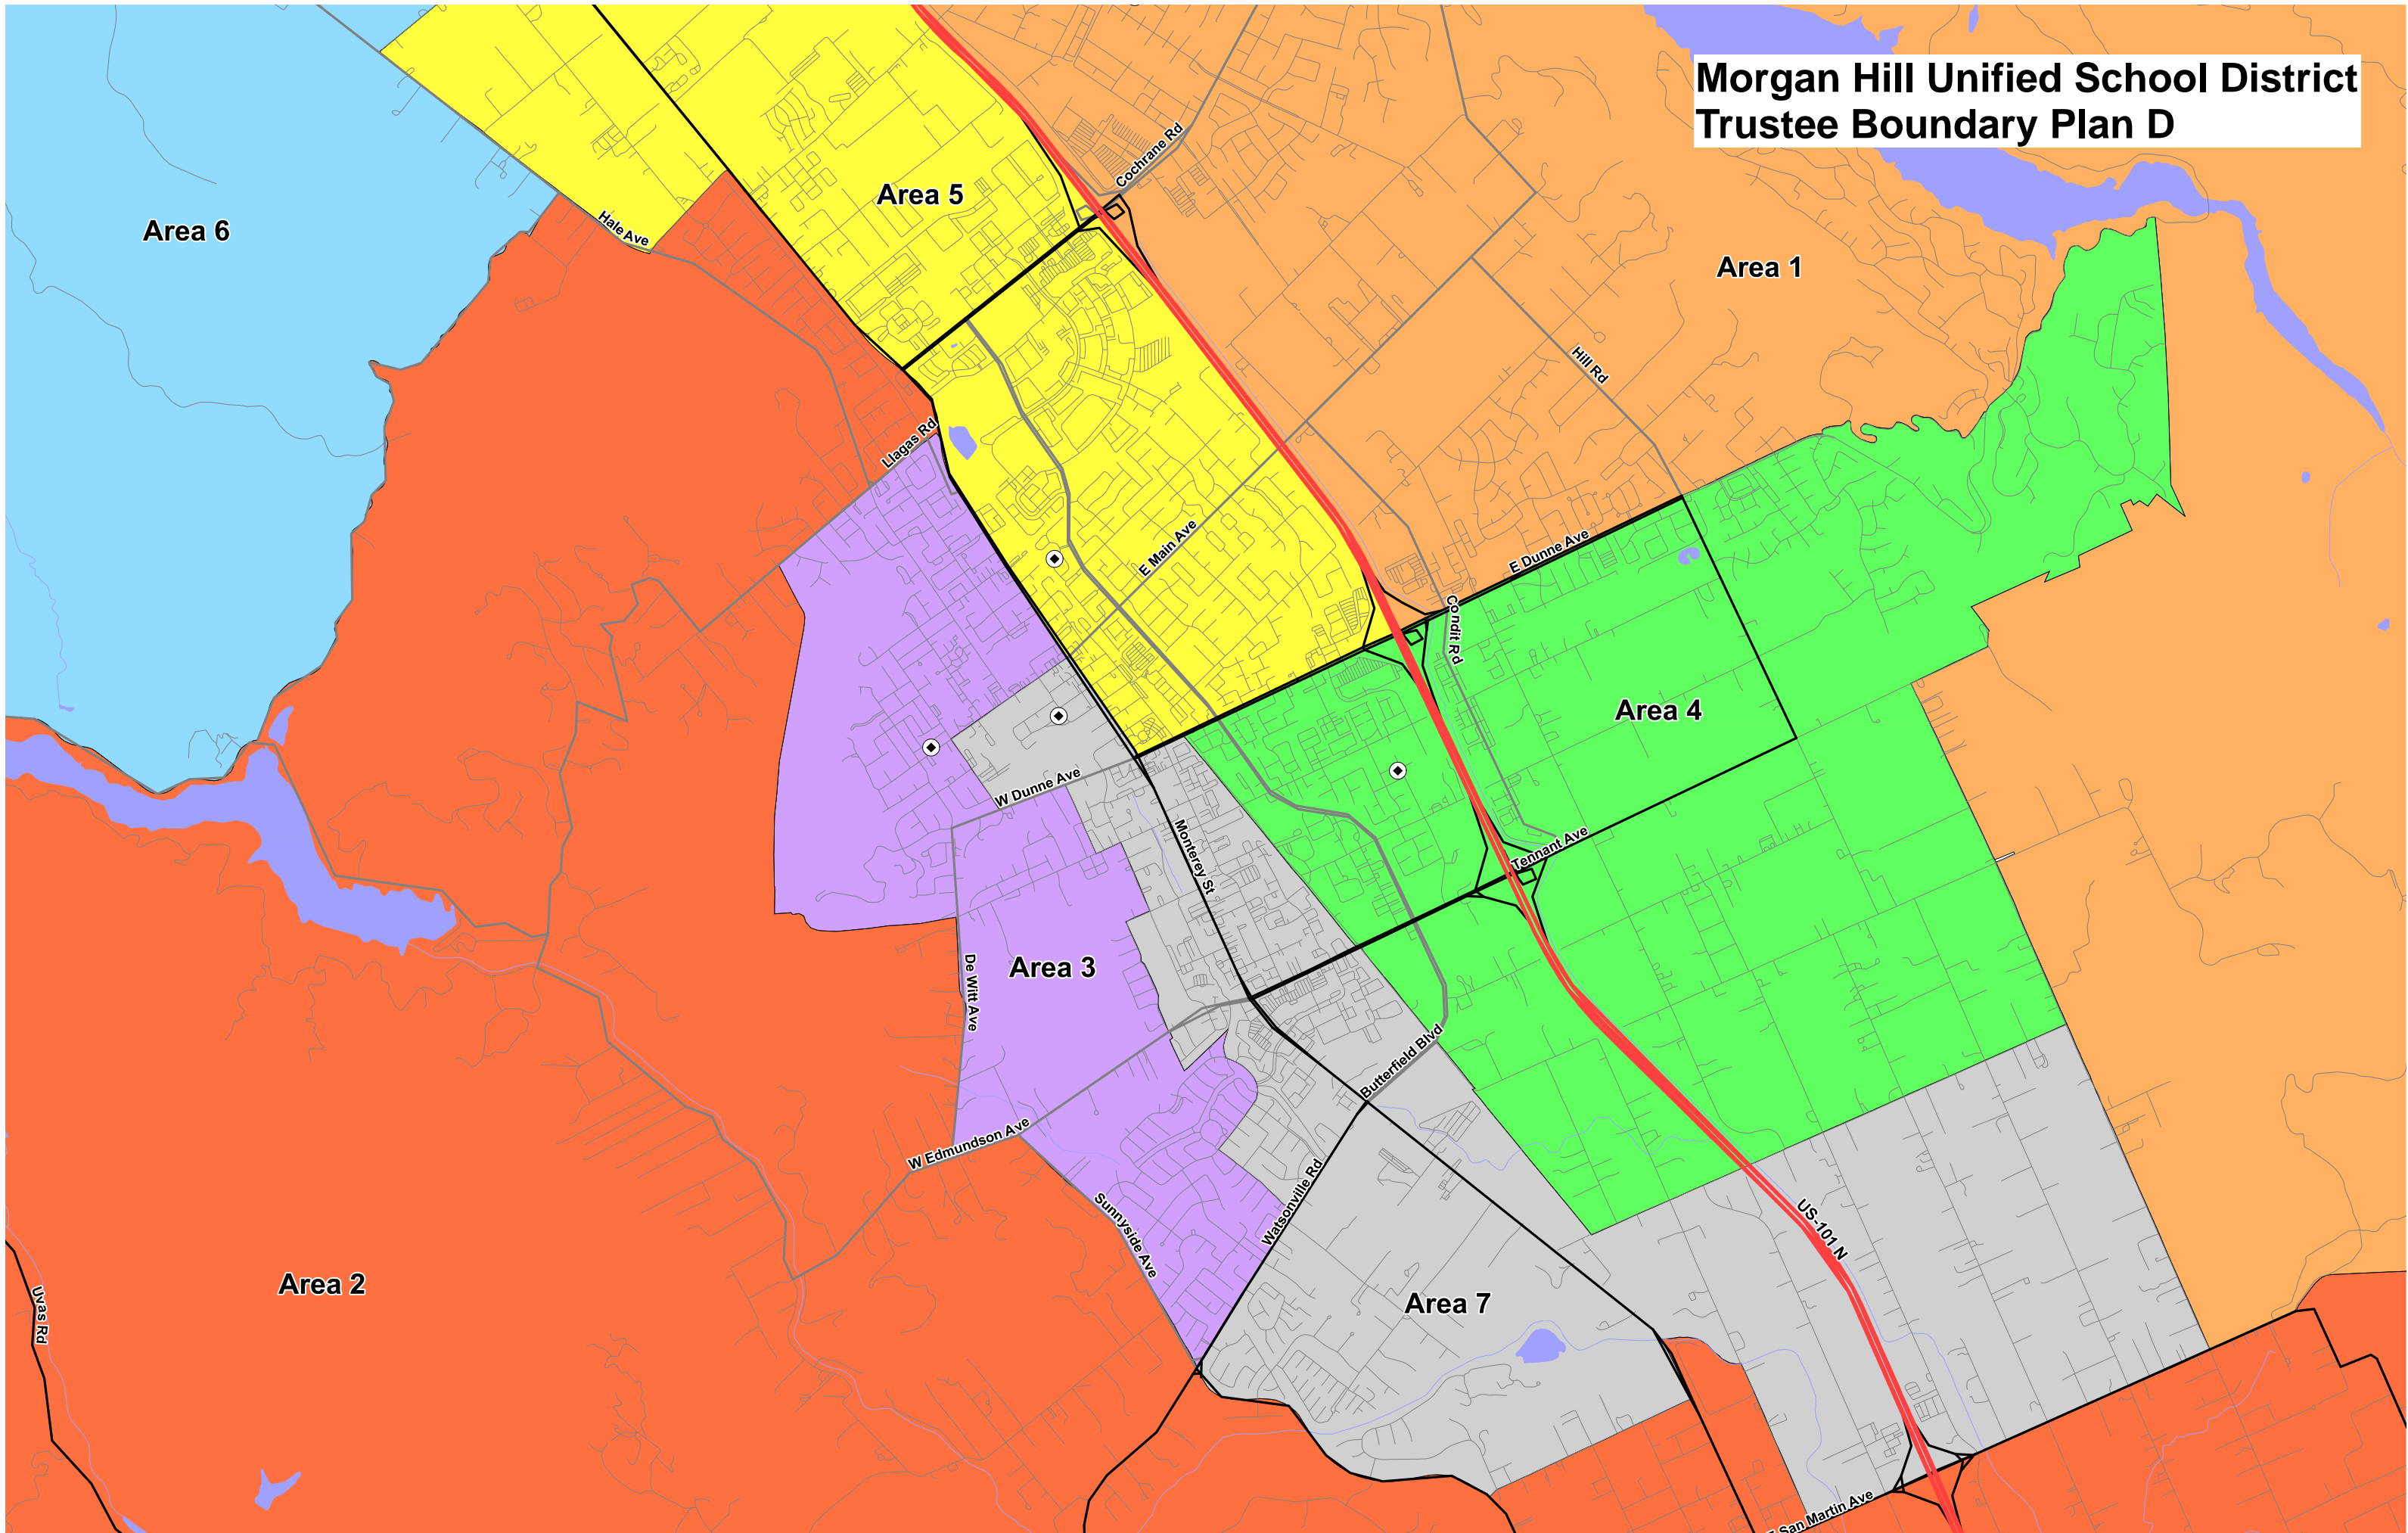 Morgan Hill Unified School District
Trustee Boundary Plan D
Cochrane Rd
Area 5
Area 6
Hale Ave
Area 1
Hill Rd
Llagas Rd
E Main Ave
E Dunne Ave
Condit Rd
Area 4
W Dunne Ave
Monterey St
Tennant Ave
De Witt Ave
Area 3
Butterfield Blvd
W Edmundson Ave
Watsonville Rd
Sunnyside Ave
US-101 N
Area 2
Uvas Rd
Area 7
E San Martin Ave